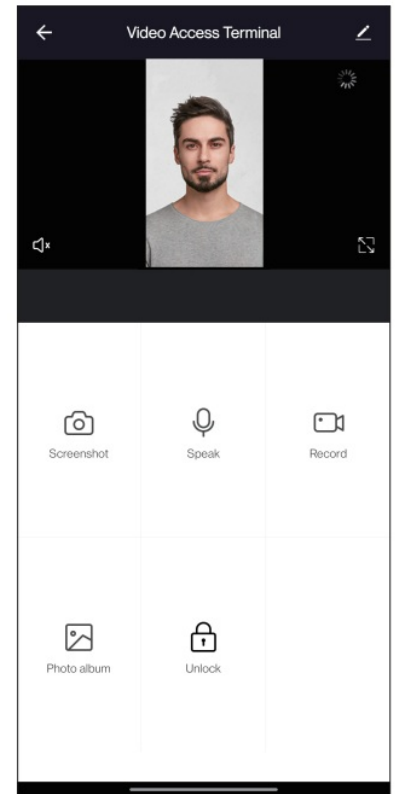 Video Access Terminal
Screenshot
Speak
Record
Photo album
Unlock